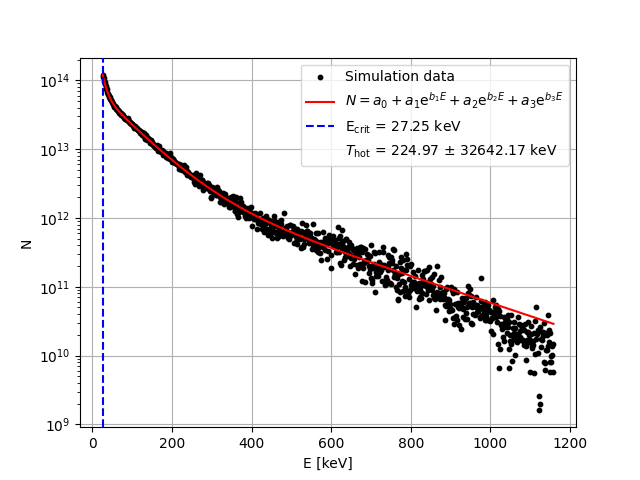 Simulation data
N = a₀ + a₁e^{b₁E} + a₂e^{b₂E} + a₃e^{b₃E}
E_crit = 27.25 keV
T_hot = 224.97 ± 32642.17 keV
10¹⁴
10¹³
10¹²
10¹¹
10¹⁰
10⁹
N
0 200 400 600 800 1000 1200
E [keV]